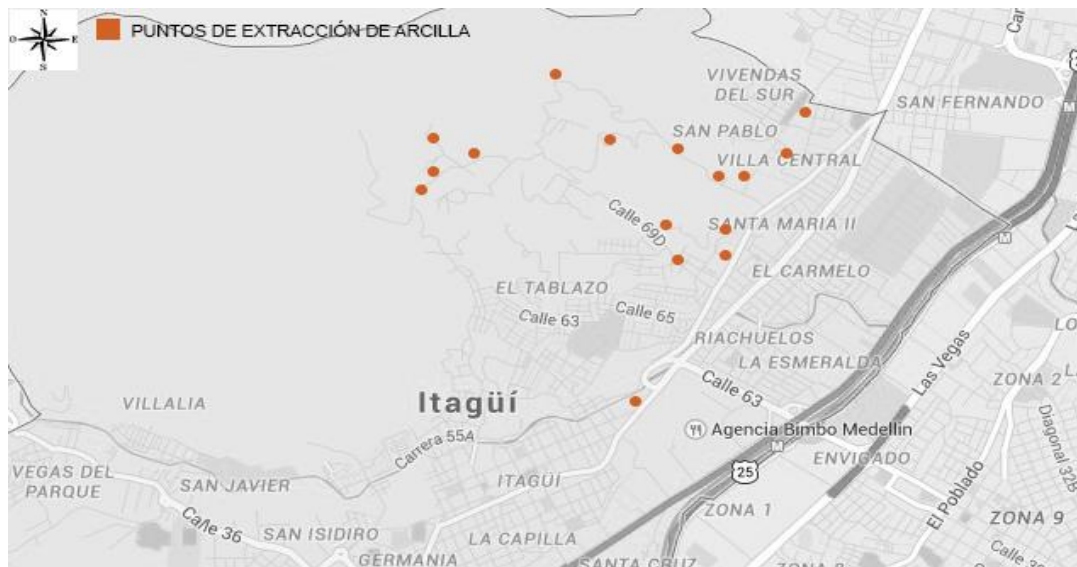 N
O
E
S
PUNTOS DE EXTRACCIÓN DE ARCILLA
VIVENDAS
DEL SUR
SAN FERNANDO
SAN PABLO
VILLA CENTRAL
Calle 69D
SANTA MARIA II
EL CARMELO
EL TABLAZO
Calle 63
Calle 65
RIACHUELOS
LA ESMERALDA
Las Vegas
ZONA 2
VILLALIA
Itagüí
Calle 63
M
M
M
Agencia Bimbo Medellin
Carrera 55A
25
ENVIGADO
Diagonal 32B
VEGAS DEL
PARQUE
SAN JAVIER
ITAGÜÍ
El Poblado
Calle 36
SAN ISIDIRO
LA CAPILLA
ZONA 1
ZONA 9
GERMANIA
SANTA CRUZ